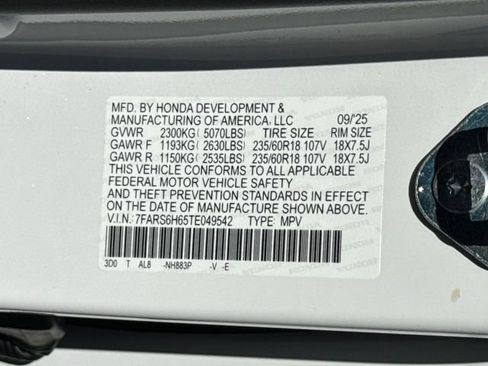 MFD. BY HONDA DEVELOPMENT &
MANUFACTURING OF AMERICA, LLC 09/'25
GVWR 2300KG( 5070LBS) TIRE SIZE RIM SIZE
GAWR F 1193KG( 2630LBS) 235/60R18 107V 18X7.5J
GAWR R 1150KG( 2535LBS) 235/60R18 107V 18X7.5J
THIS VEHICLE CONFORMS TO ALL APPLICABLE
FEDERAL MOTOR VEHICLE SAFETY
AND THEFT PREVENTION STANDARDS IN EFFECT
ON THE DATE OF MANUFACTURE SHOWN ABOVE.
V.I.N.: 7FARS6H65TE049542 TYPE: MPV
3D0 T AL8 -NH883P -V -E